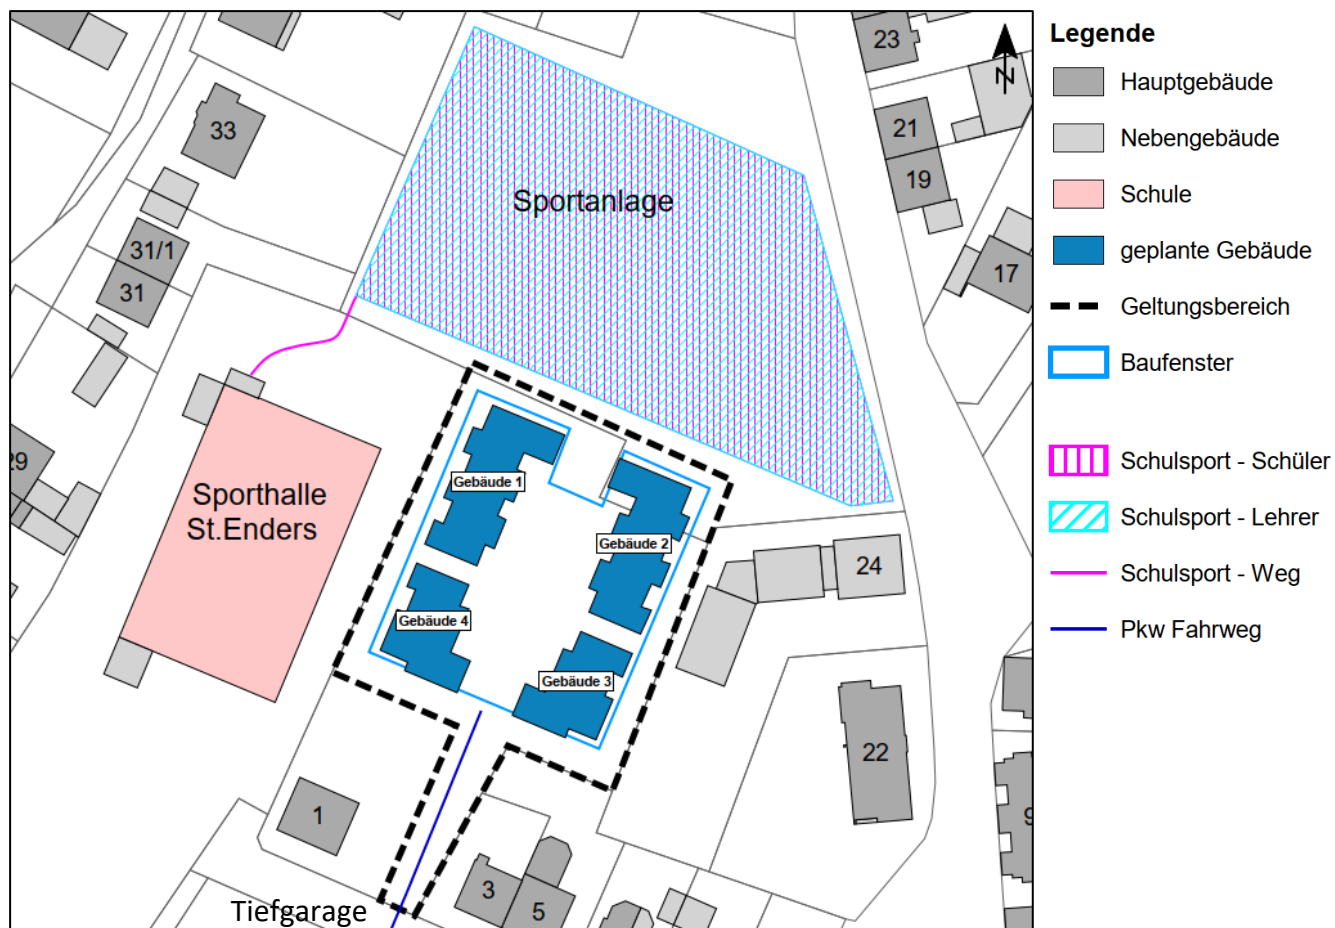 23
21
19
17
33
31/1
31
29
Sportanlage
Sporthalle
St.Enders
Gebäude 1
Gebäude 2
Gebäude 4
Gebäude 3
24
22
9
1
3
5
Tiefgarage
N
Legende
Hauptgebäude
Nebengebäude
Schule
geplante Gebäude
Geltungsbereich
Baufenster
Schulsport - Schüler
Schulsport - Lehrer
Schulsport - Weg
Pkw Fahrweg